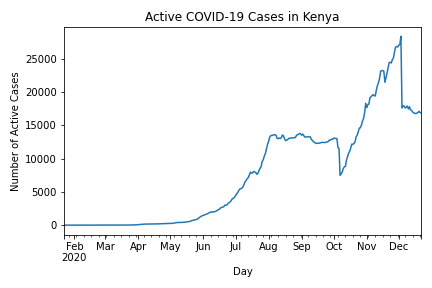 Active COVID-19 Cases in Kenya
Number of Active Cases
25000
20000
15000
10000
5000
0
Feb Mar Apr May Jun Jul Aug Sep Oct Nov Dec
2020
Day